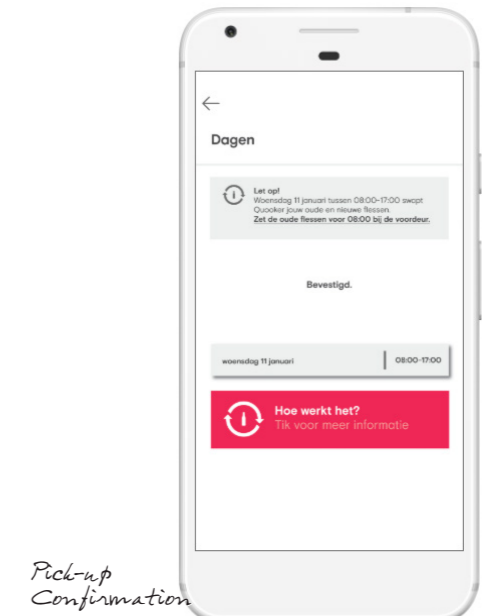 Dagen
Let op!
Woensdag 11 januari tussen 08:00-17:00 swapt
Quooker jouw oude en nieuwe flessen.
Zet de oude flessen voor 08:00 bij de voordeur.
Bevestigd.
woensdag 11 januari 08:00-17:00
Hoe werkt het?
Tik voor meer informatie
Pick-up
Confirmation